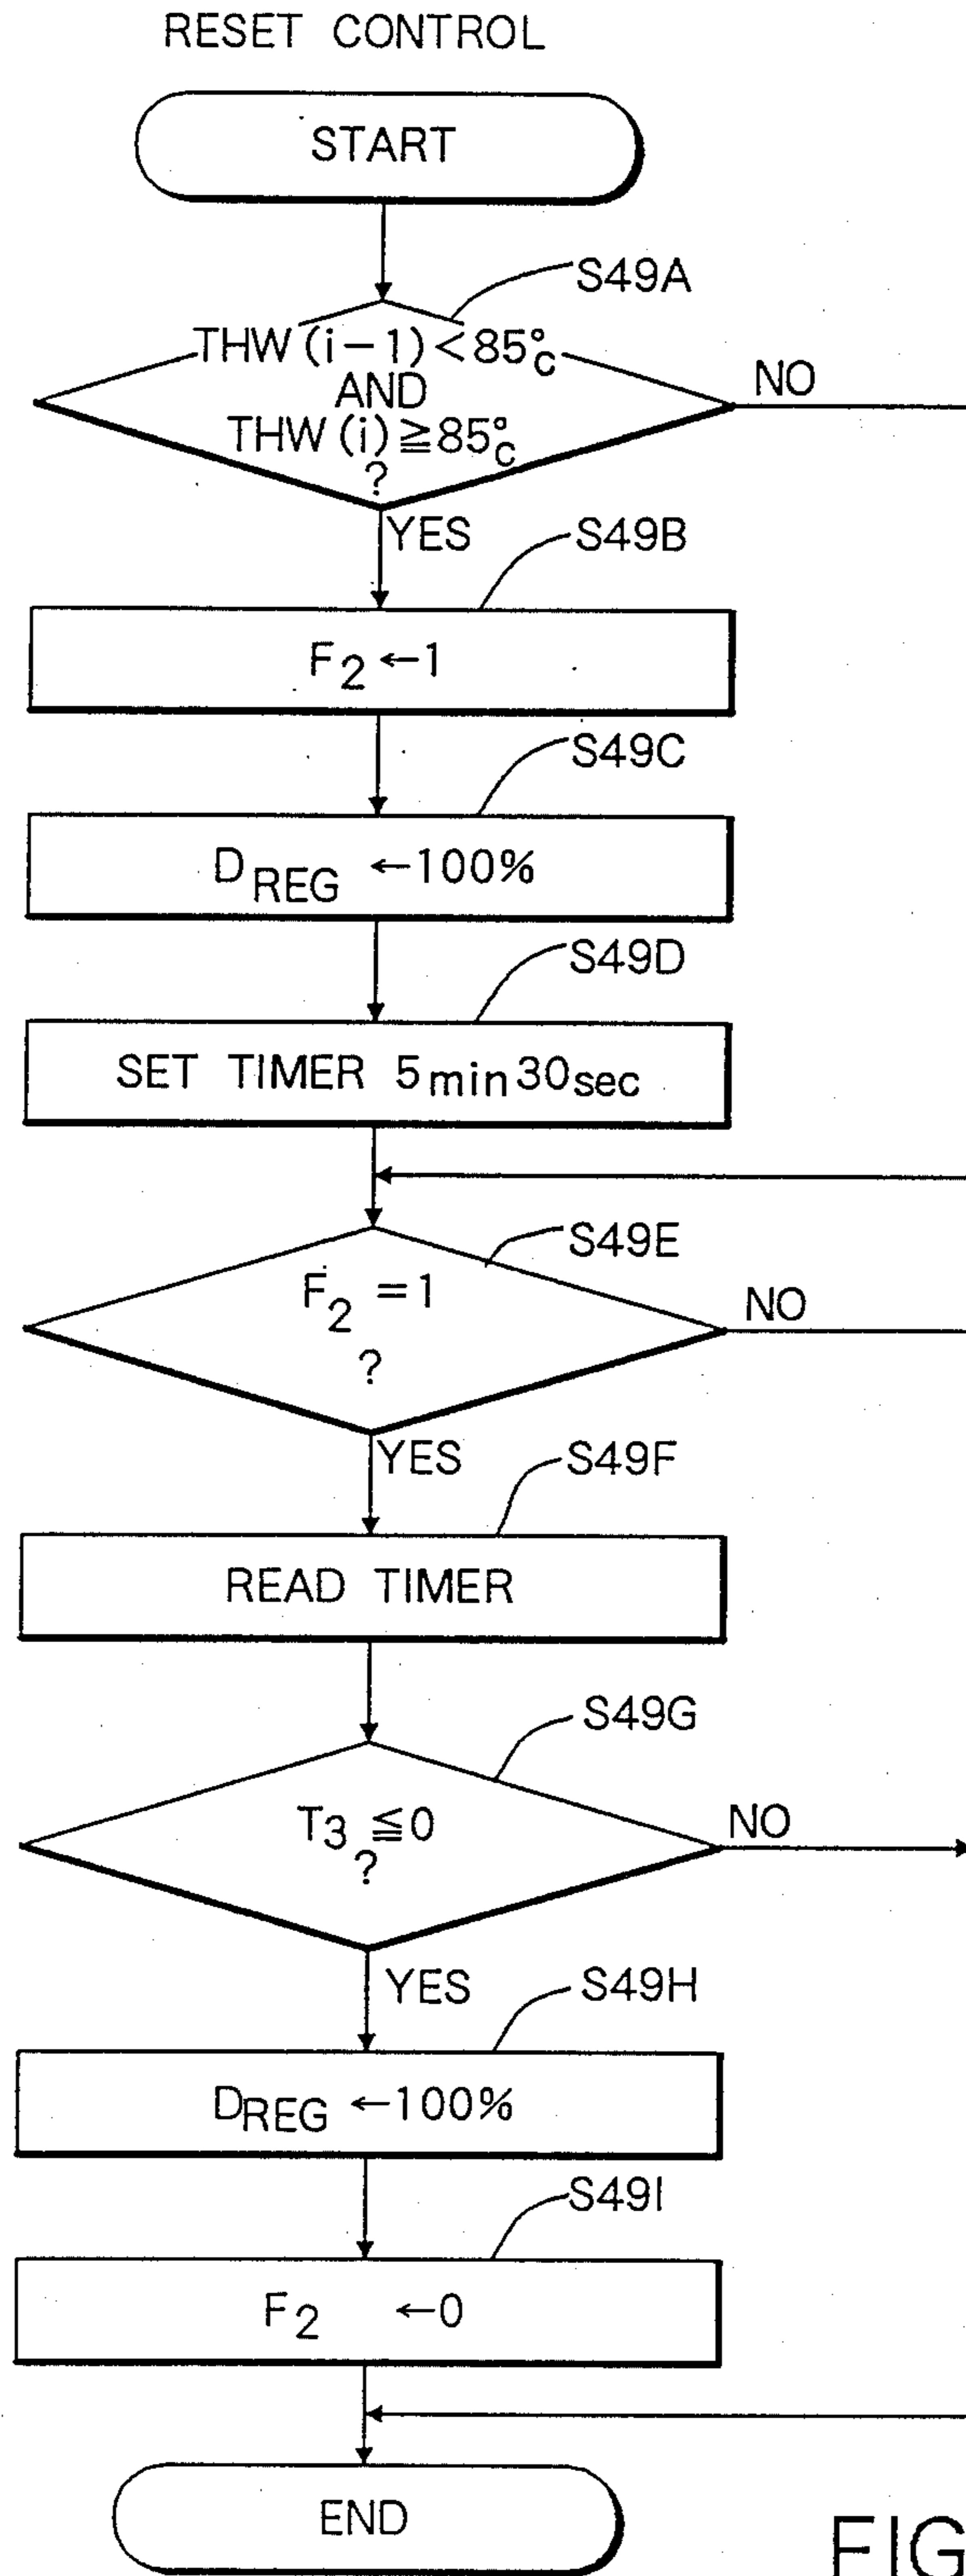 RESET CONTROL
START
S49A
THW(i-1)<85°C
AND
THW(i)≧85°C
?
NO
YES
S49B
F2 ←1
S49C
DREG ←100%
S49D
SET TIMER 5min30sec
S49E
F2 =1
?
NO
YES
S49F
READ TIMER
S49G
T3 ≦0
?
NO
YES
S49H
DREG ←100%
S49I
F2 ←0
END
FIG